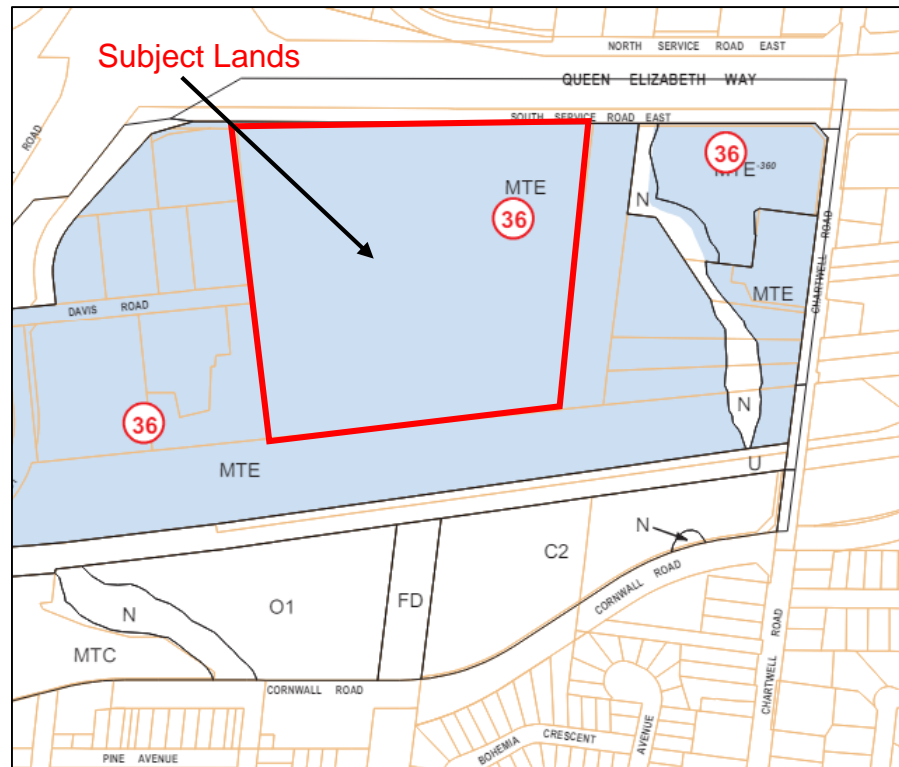 NORTH SERVICE ROAD EAST
Subject Lands
QUEEN ELIZABETH WAY
SOUTH SERVICE ROAD EAST
ROAD
36
MTE-360
MTE
36
N
CHARTWELL ROAD
MTE
DAVIS ROAD
36
N
MTE
U
N
C2
CORNWALL ROAD
O1
FD
N
MTC
CHARTWELL ROAD
CORNWALL ROAD
AVENUE
BOHEMIA CRESCENT
PINE AVENUE